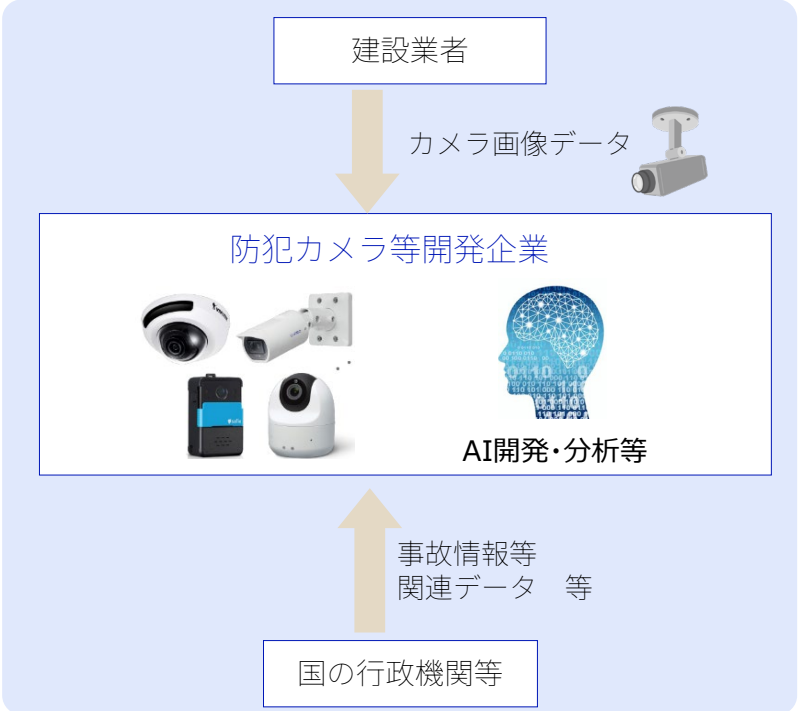 建設業者
カメラ画像データ
防犯カメラ等開発企業
AI開発・分析等
事故情報等
関連データ　等
国の行政機関等